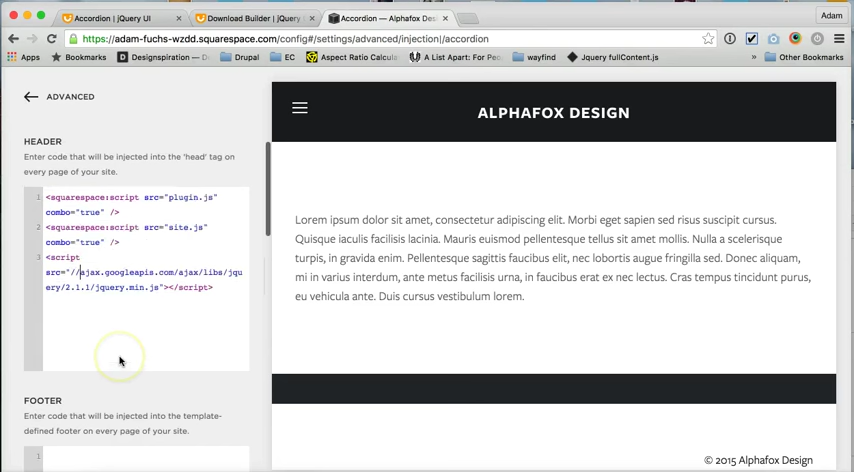 Accordion | jQuery UI
Download Builder | jQuery
Accordion — Alphafox Des
Adam
https://adam-fuchs-wzdd.squarespace.com/config#/settings/advanced/injection|/accordion
Apps
Bookmarks
Designspiration — D
Drupal
EC
Aspect Ratio Calcula
A List Apart: For Peo
wayfind
Jquery fullContent.js
»
Other Bookmarks
ADVANCED
HEADER
Enter code that will be injected into the 'head' tag on
every page of your site.
1 <squarespace:script src="plugin.js"
combo="true" />
2 <squarespace:script src="site.js"
combo="true" />
3 <script
src="//ajax.googleapis.com/ajax/libs/jqu
ery/2.1.1/jquery.min.js"></script>
FOOTER
Enter code that will be injected into the template-
defined footer on every page of your site.
1
ALPHAFOX DESIGN
Lorem ipsum dolor sit amet, consectetur adipiscing elit. Morbi eget sapien sed risus suscipit cursus.
Quisque iaculis facilisis lacinia. Mauris euismod pellentesque tellus sit amet mollis. Nulla a scelerisque
turpis, in gravida enim. Pellentesque sagittis faucibus elit, nec lobortis augue fringilla sed. Donec aliquam,
mi in varius interdum, ante metus facilisis urna, in faucibus erat ex nec lectus. Cras tempus tincidunt purus,
eu vehicula ante. Duis cursus vestibulum lorem.
© 2015 Alphafox Design